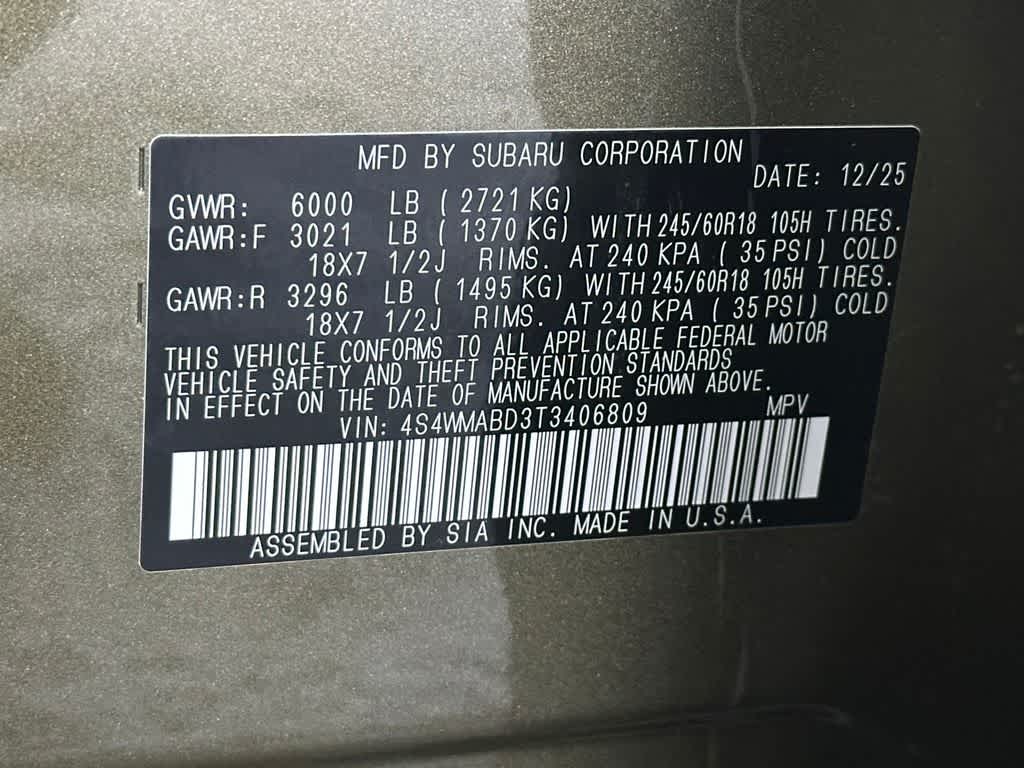 MFD BY SUBARU CORPORATION
DATE: 12/25
GVWR: 6000 LB ( 2721 KG)
GAWR:F 3021 LB ( 1370 KG) WITH 245/60R18 105H TIRES.
18X7 1/2J RIMS. AT 240 KPA ( 35 PSI) COLD
GAWR:R 3296 LB ( 1495 KG) WITH 245/60R18 105H TIRES.
18X7 1/2J RIMS. AT 240 KPA ( 35 PSI) COLD
THIS VEHICLE CONFORMS TO ALL APPLICABLE FEDERAL MOTOR
VEHICLE SAFETY AND THEFT PREVENTION STANDARDS
IN EFFECT ON THE DATE OF MANUFACTURE SHOWN ABOVE.
VIN: 4S4WMABD3T3406809 MPV
ASSEMBLED BY SIA INC. MADE IN U.S.A.